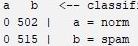 a b <-- classif
0 502 | a = norm
0 515 | b = spam